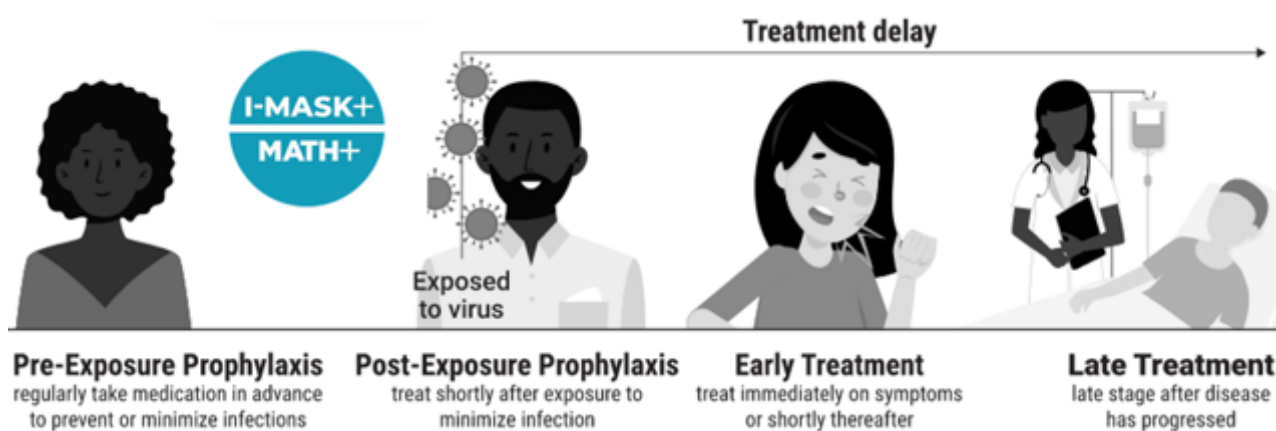 Treatment delay
I-MASK+
MATH+
Exposed
to virus
Pre-Exposure Prophylaxis
regularly take medication in advance
to prevent or minimize infections
Post-Exposure Prophylaxis
treat shortly after exposure to
minimize infection
Early Treatment
treat immediately on symptoms
or shortly thereafter
Late Treatment
late stage after disease
has progressed